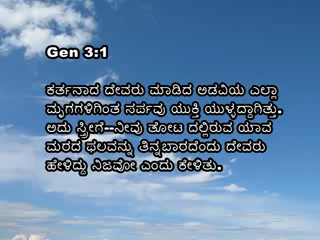 Gen 3:1
ಕರ್ತನಾದ ದೇವರು ಮಾಡಿದ ಅಡವಿಯ ಎಲ್ಲಾ
ಮೃಗಗಳಿಗಿಂತ ಸರ್ಪವು ಯುಕ್ತಿ ಯುಳ್ಳದ್ದಾಗಿತ್ತು.
ಅದು ಸ್ತ್ರೀಗೆ--ನೀವು ತೋಟ ದಲ್ಲಿರುವ ಯಾವ
ಮರದ ಫಲವನ್ನು ತಿನ್ನಬಾರದೆಂದು ದೇವರು
ಹೇಳಿದ್ದು ನಿಜವೋ ಎಂದು ಕೇಳಿತು.